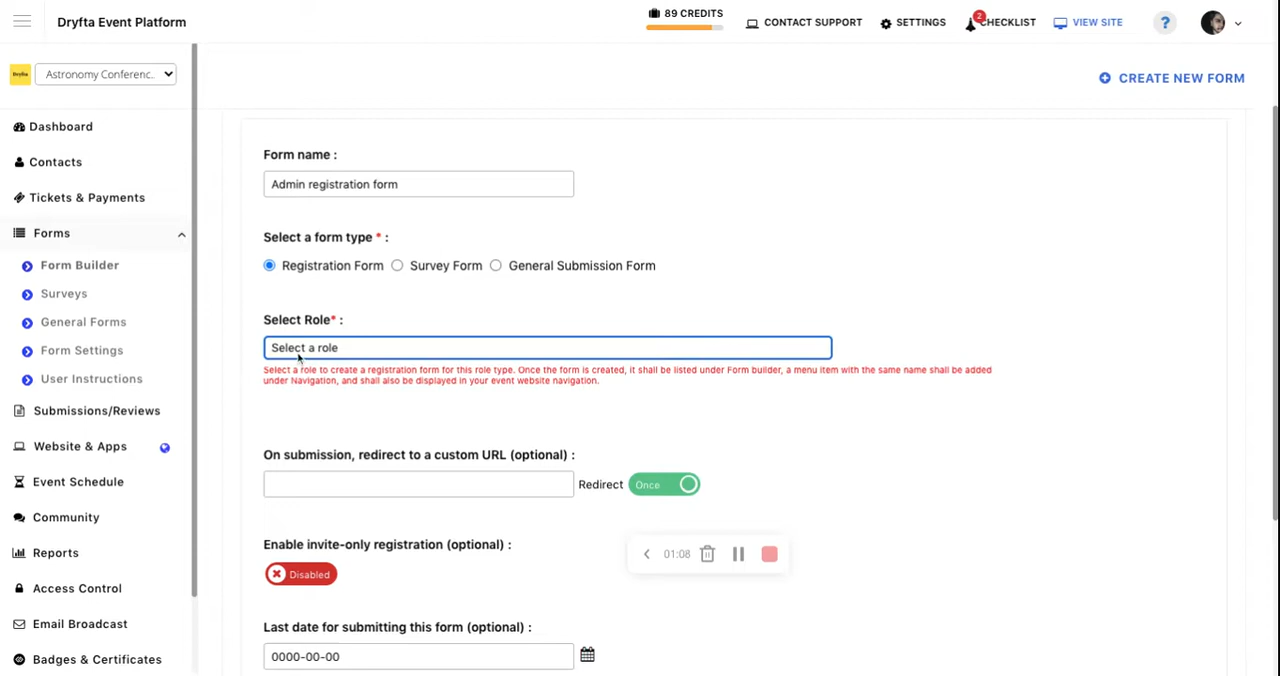 Dryfta Event Platform
89 CREDITS
CONTACT SUPPORT
SETTINGS
2
CHECKLIST
VIEW SITE
?
Dryfta
Astronomy Conferenc.
CREATE NEW FORM
Dashboard
Contacts
Tickets & Payments
Forms
Form Builder
Surveys
General Forms
Form Settings
User Instructions
Submissions/Reviews
Website & Apps
Event Schedule
Community
Reports
Access Control
Email Broadcast
Badges & Certificates
Form name :
Admin registration form
Select a form type * :
Registration Form
Survey Form
General Submission Form
Select Role* :
Select a role
Select a role to create a registration form for this role type. Once the form is created, it shall be listed under Form builder, a menu item with the same name shall be added
under Navigation, and shall also be displayed in your event website navigation.
On submission, redirect to a custom URL (optional) :
Redirect
Once
Enable invite-only registration (optional) :
Disabled
01:08
Last date for submitting this form (optional) :
0000-00-00